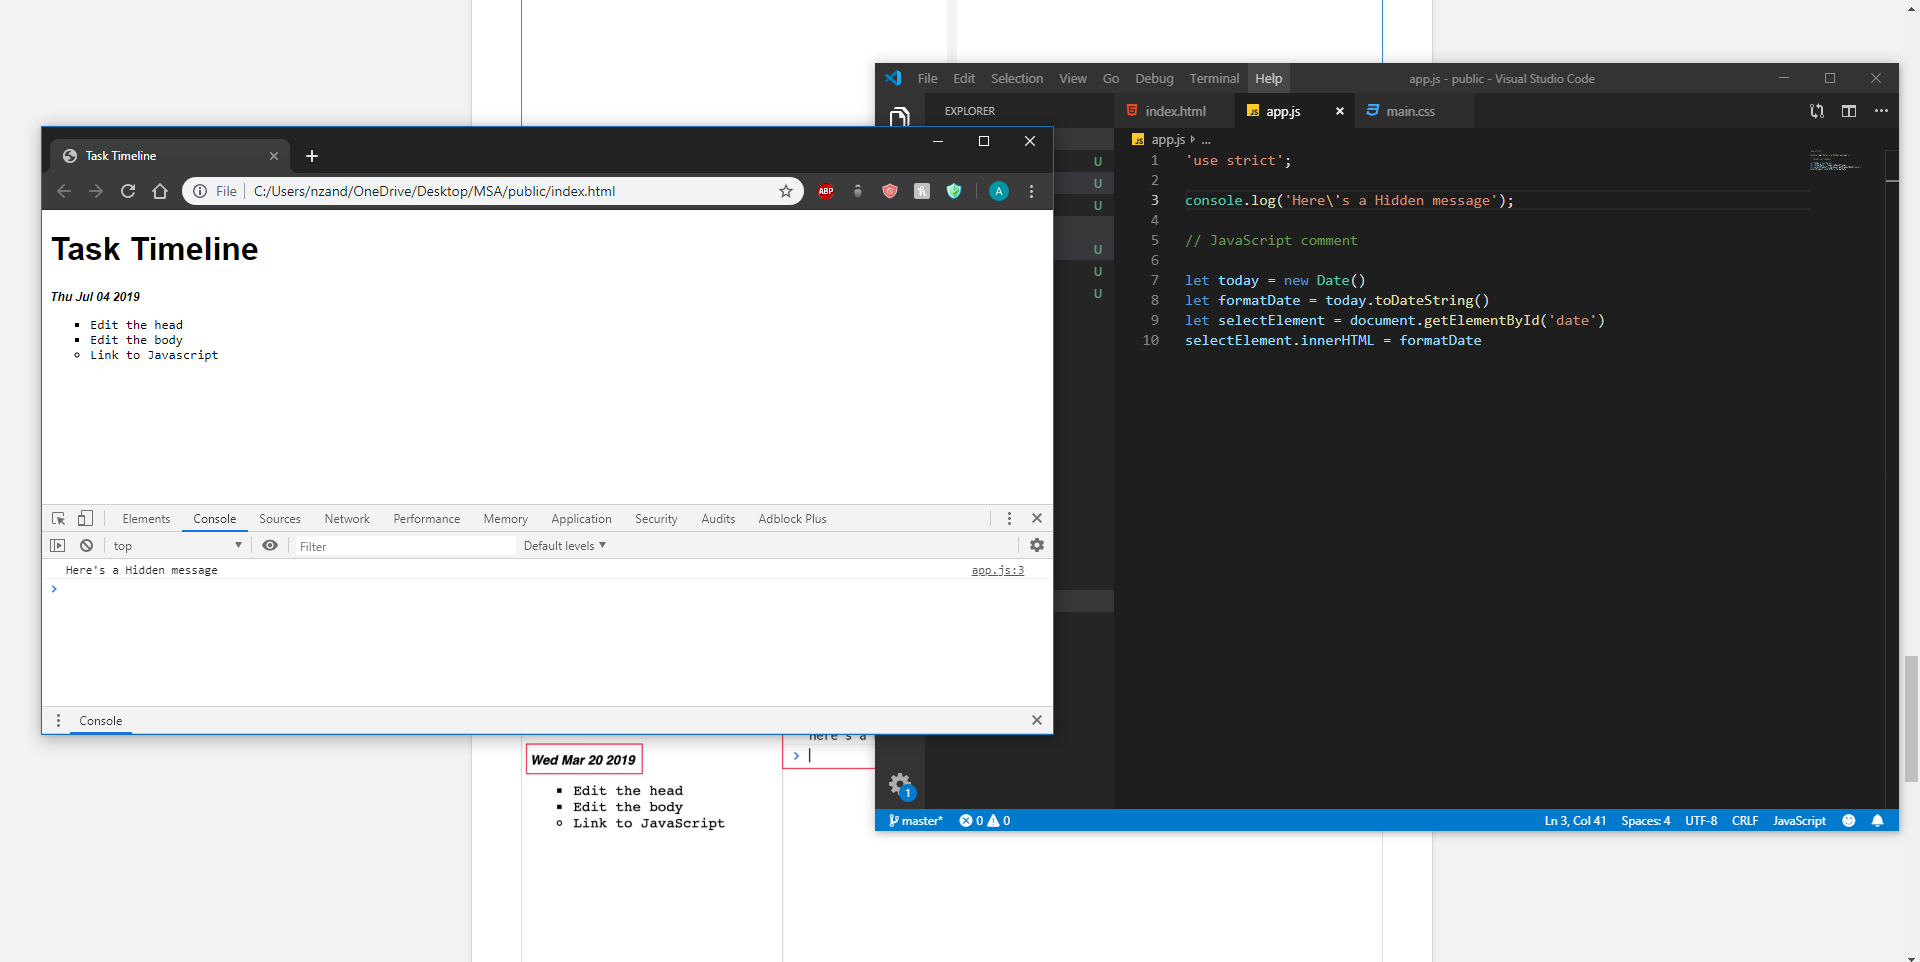 File Edit Selection View Go Debug Terminal Help app.js - public - Visual Studio Code
EXPLORER
index.html app.js main.css
app.js ...
U
U
U
U
U
U
1 'use strict';
2
3 console.log('Here\'s a Hidden message');
4
5 // JavaScript comment
6
7 let today = new Date()
8 let formatDate = today.toDateString()
9 let selectElement = document.getElementById('date')
10 selectElement.innerHTML = formatDate
1
master* 0 0 Ln 3, Col 41 Spaces: 4 UTF-8 CRLF JavaScript
Task Timeline
File C:/Users/nzand/OneDrive/Desktop/MSA/public/index.html ABP A
Task Timeline
Thu Jul 04 2019
Edit the head
Edit the body
Link to Javascript
Elements Console Sources Network Performance Memory Application Security Audits Adblock Plus
top Filter Default levels
Here's a Hidden message app.js:3
Console
Wed Mar 20 2019
Edit the head
Edit the body
Link to JavaScript